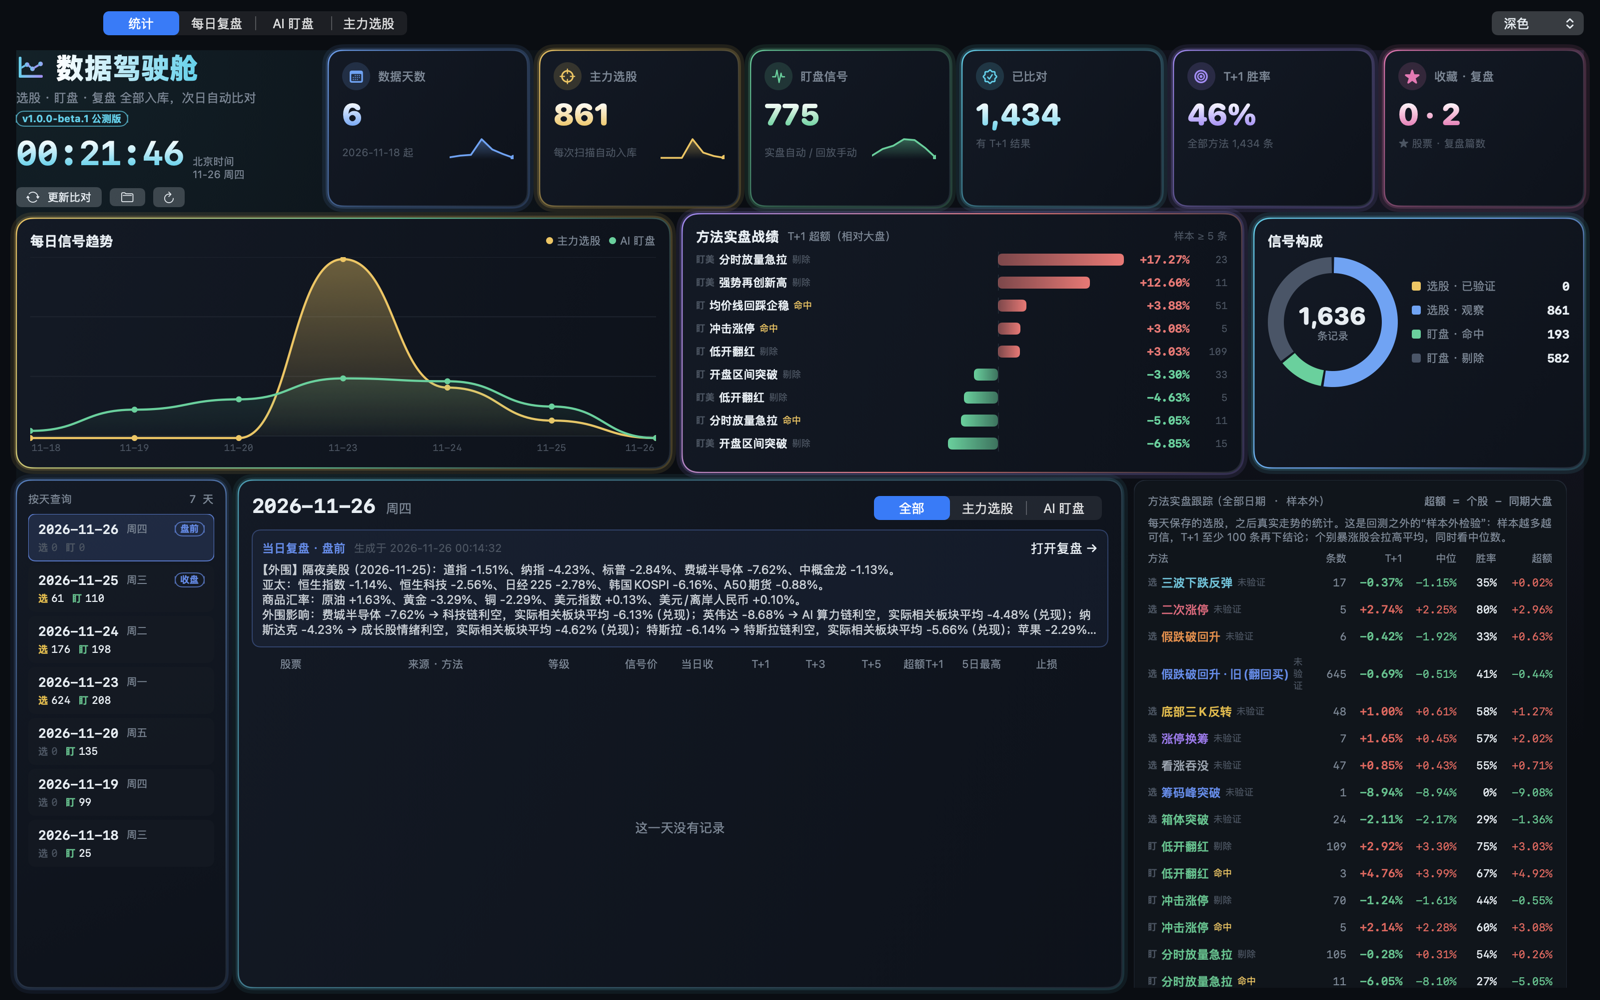 统计 每日复盘 AI 盯盘 主力选股
深色
数据驾驶舱
选股 · 盯盘 · 复盘 全部入库，次日自动比对
v1.0.0-beta.1 公测版
00:21:46 北京时间
11-26 周四
更新比对
数据天数
6
2026-11-18 起
主力选股
861
每次扫描自动入库
盯盘信号
775
实盘自动 / 回放手动
已比对
1,434
有 T+1 结果
T+1 胜率
46%
全部方法 1,434 条
收藏 · 复盘
0 · 2
★ 股票 · 复盘篇数
每日信号趋势
主力选股 AI 盯盘
11-18 11-19 11-20 11-23 11-24 11-25 11-26
方法实盘战绩 T+1 超额（相对大盘） 样本 ≥ 5 条
盯美 分时放量急拉 剔除 +17.27% 23
盯美 强势再创新高 剔除 +12.60% 11
盯 均价线回踩企稳 命中 +3.88% 51
盯 冲击涨停 命中 +3.08% 5
盯 低开翻红 剔除 +3.03% 109
盯 开盘区间突破 剔除 -3.30% 33
盯美 低开翻红 剔除 -4.63% 5
盯 分时放量急拉 命中 -5.05% 11
盯美 开盘区间突破 剔除 -6.85% 15
信号构成
1,636
条记录
选股 · 已验证 0
选股 · 观察 861
盯盘 · 命中 193
盯盘 · 剔除 582
按天查询 7 天
2026-11-26 周四 盘前
选 0 盯 0
2026-11-25 周三 收盘
选 61 盯 110
2026-11-24 周二
选 176 盯 198
2026-11-23 周一
选 624 盯 208
2026-11-20 周五
选 0 盯 135
2026-11-19 周四
选 0 盯 99
2026-11-18 周三
选 0 盯 25
2026-11-26 周四
全部 主力选股 AI 盯盘
当日复盘 · 盘前 生成于 2026-11-26 00:14:32 打开复盘 →
【外围】隔夜美股 (2026-11-25)：道指 -1.51%、纳指 -4.23%、标普 -2.84%、费城半导体 -7.62%、中概金龙 -1.13%。
亚太：恒生指数 -1.14%、恒生科技 -2.56%、日经 225 -2.78%、韩国 KOSPI -6.16%、A50 期货 -0.88%。
商品汇率：原油 +1.63%、黄金 -3.29%、铜 -2.29%、美元指数 +0.13%、美元/离岸人民币 +0.10%。
外围影响：费城半导体 -7.62% → 科技链利空，实际相关板块平均 -6.13% (兑现)；英伟达 -8.68% → AI 算力链利空，实际相关板块平均 -4.48% (兑现)；纳
斯达克 -4.23% → 成长股情绪利空，实际相关板块平均 -4.62% (兑现)；特斯拉 -6.14% → 特斯拉链利空，实际相关板块平均 -5.66% (兑现)；苹果 -2.29%...
股票 来源 · 方法 等级 信号价 当日收 T+1 T+3 T+5 超额T+1 5日最高 止损
这一天没有记录
方法实盘跟踪 (全部日期 · 样本外) 超额 = 个股 - 同期大盘
每天保存的选股，之后真实走势的统计。这是回测之外的“样本外检验”：样本越多越
可信，T+1 至少 100 条再下结论；个别暴涨股会拉高平均，同时看中位数。
方法 条数 T+1 中位 胜率 超额
选 三波下跌反弹 未验证 17 -0.37% -1.15% 35% +0.02%
选 二次涨停 未验证 5 +2.74% +2.25% 80% +2.96%
选 假跌破回升 未验证 6 -0.42% -1.92% 33% +0.63%
选 假跌破回升 · 旧 (翻回买) 未验证 645 -0.69% -0.51% 41% -0.44%
选 底部三K反转 未验证 48 +1.00% +0.61% 58% +1.27%
选 涨停换筹 未验证 7 +1.65% +0.45% 57% +2.02%
选 看涨吞没 未验证 47 +0.85% +0.43% 55% +0.71%
选 筹码峰突破 未验证 1 -8.94% -8.94% 0% -9.08%
选 箱体突破 未验证 24 -2.11% -2.17% 29% -1.36%
盯 低开翻红 剔除 109 +2.92% +3.30% 75% +3.03%
盯 低开翻红 命中 3 +4.76% +3.99% 67% +4.92%
盯 冲击涨停 剔除 70 -1.24% -1.61% 44% -0.55%
盯 冲击涨停 命中 5 +2.14% +2.28% 60% +3.08%
盯 分时放量急拉 剔除 105 -0.28% +0.31% 54% +0.26%
盯 分时放量急拉 命中 11 -6.05% -8.10% 27% -5.05%